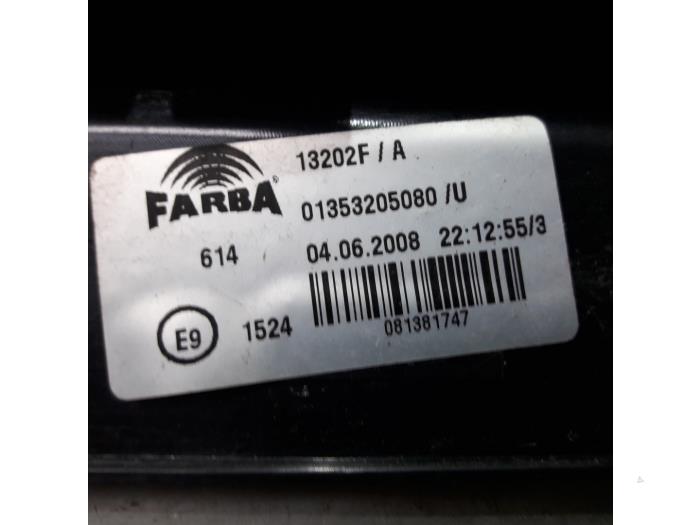 13202F / A
FARBA®
01353205080 /U
614
04.06.2008 22:12:55/3
E9
1524
081381747